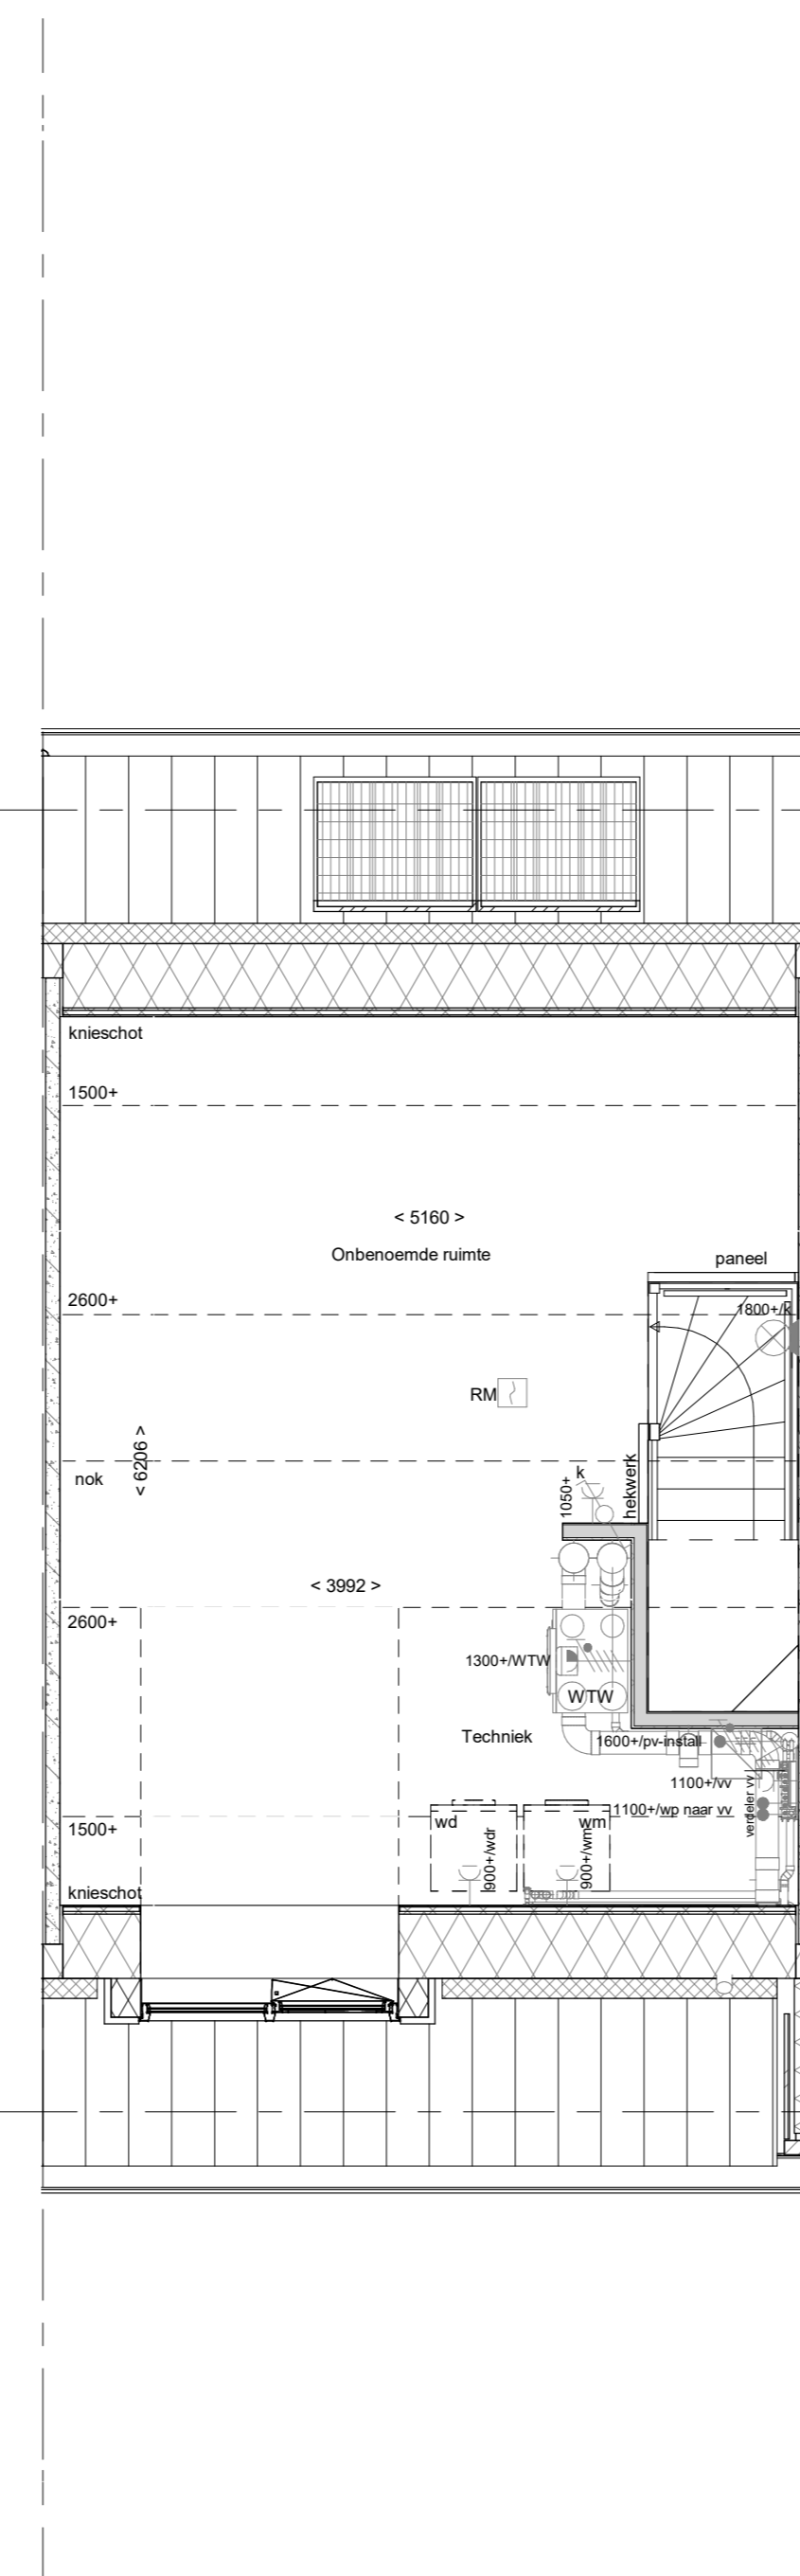 knieschot
1500+
< 5160 >
Onbenoemde ruimte
paneel
2600+
1800+/k
RM
< 6206 >
nok
k
1050+
hekwerk
< 3992 >
2600+
1300+/WTW
WTW
Techniek
1600+/pv-install
1100+/vv
verdeler vv
1100+/wp naar vv
1500+
wd
900+/wdr
wm
900+/wm
knieschot